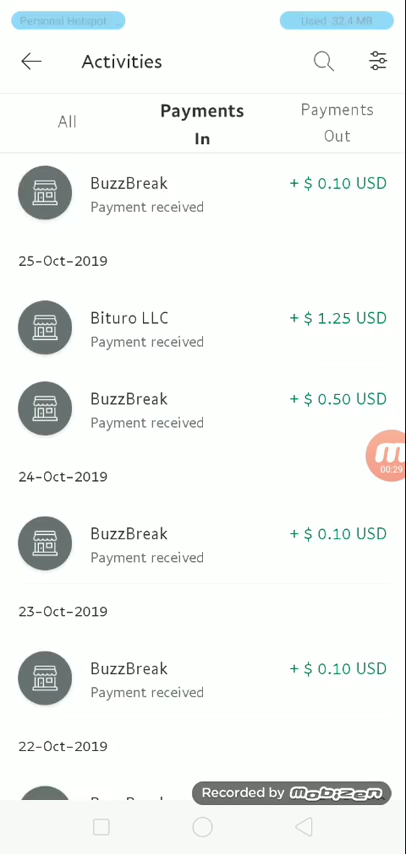 Personal Hotspot ...
Used 32.4 MB
Activities
All
Payments
In
Payments
Out
BuzzBreak
+ $ 0.10 USD
Payment received
25-Oct-2019
Bituro LLC
+ $ 1.25 USD
Payment received
BuzzBreak
+ $ 0.50 USD
Payment received
00:29
24-Oct-2019
BuzzBreak
+ $ 0.10 USD
Payment received
23-Oct-2019
BuzzBreak
+ $ 0.10 USD
Payment received
22-Oct-2019
Recorded by Mobizen